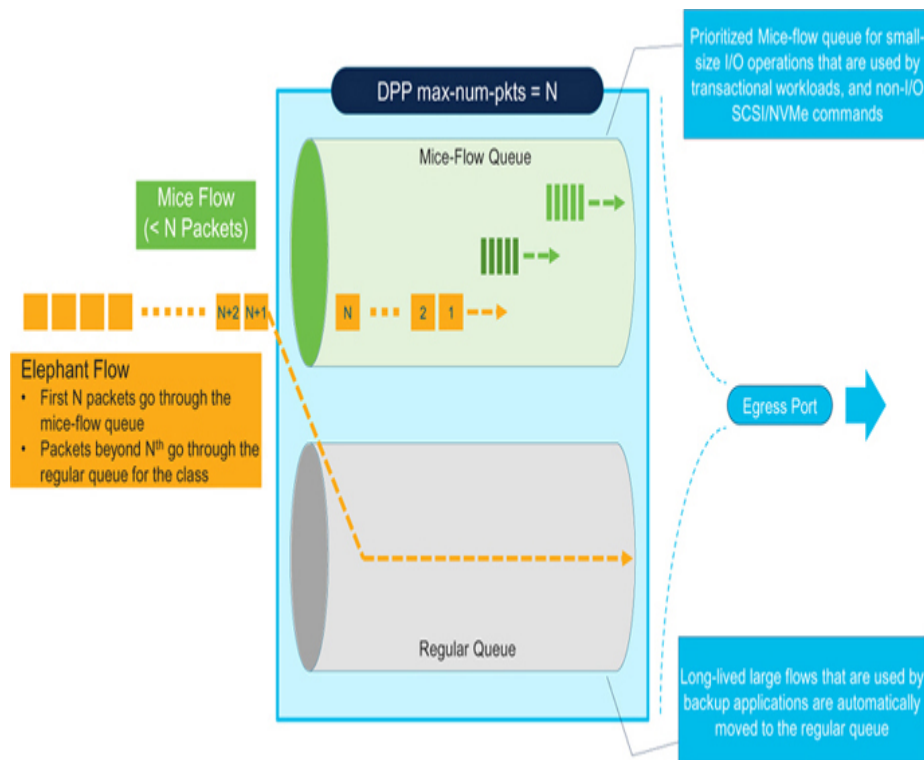 Prioritized Mice-flow queue for small-
size I/O operations that are used by
transactional workloads, and non-I/O
SCSI/NVMe commands
DPP max-num-pkts = N
Mice-Flow Queue
Mice Flow
(< N Packets)
N+2 N+1
N 2 1
Elephant Flow
• First N packets go through the
mice-flow queue
• Packets beyond Nth go through the
regular queue for the class
Egress Port
Regular Queue
Long-lived large flows that are used by
backup applications are automatically
moved to the regular queue